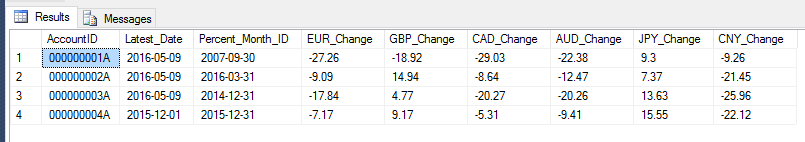 Results Messages
AccountID Latest_Date Percent_Month_ID EUR_Change GBP_Change CAD_Change AUD_Change JPY_Change CNY_Change
1 000000001A 2016-05-09 2007-09-30 -27.26 -18.92 -29.03 -22.38 9.3 -9.26
2 000000002A 2016-05-09 2016-03-31 -9.09 14.94 -8.64 -12.47 7.37 -21.45
3 000000003A 2016-05-09 2014-12-31 -17.84 4.77 -20.27 -20.26 13.63 -25.96
4 000000004A 2015-12-01 2015-12-31 -7.17 9.17 -5.31 -9.41 15.55 -22.12